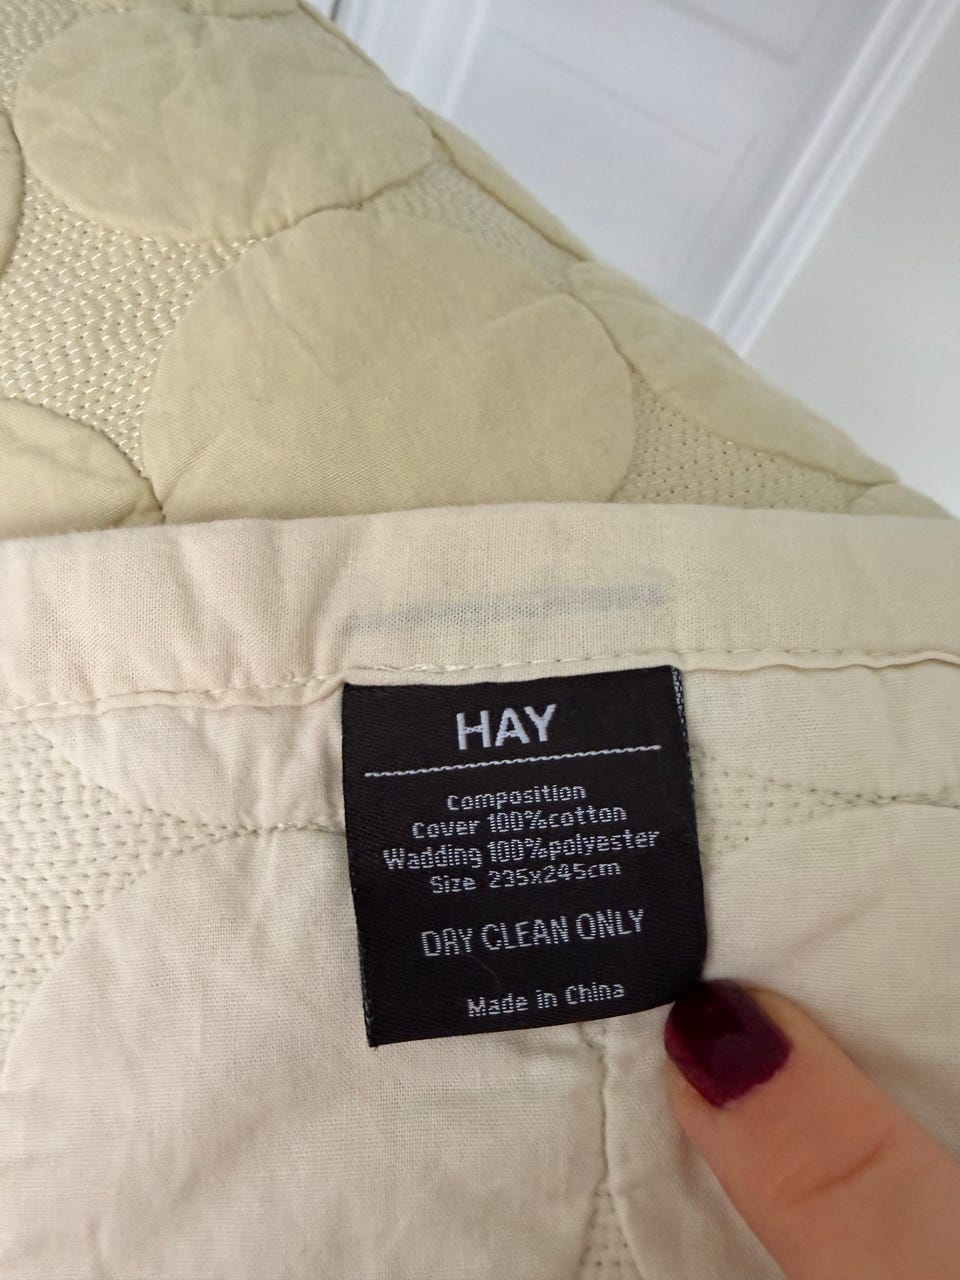 HAY
Composition
Cover 100%cotton
Wadding 100%polyester
Size 235x245cm
DRY CLEAN ONLY
Made in China